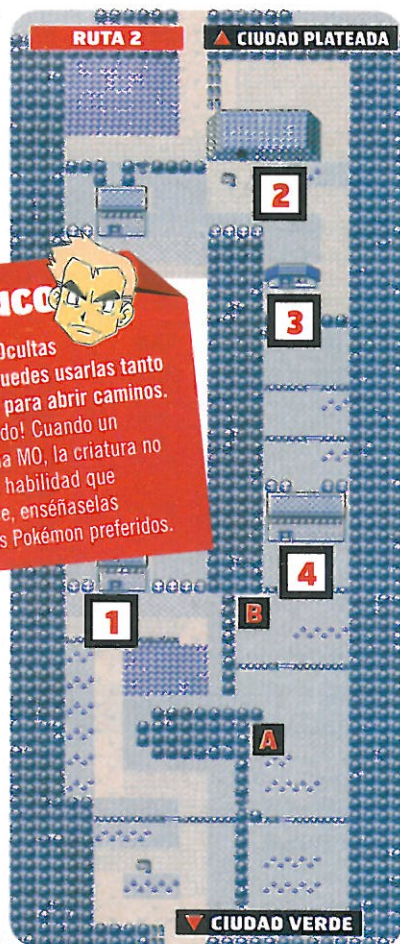 RUTA 2
▲ CIUDAD PLATEADA
2
3
Ocultas
puedes usarlas tanto
para abrir caminos.
do! Cuando un
a MO, la criatura no
habilidad que
e, enséñaselas
s Pokémon preferidos.
4
1
B
A
▼ CIUDAD VERDE